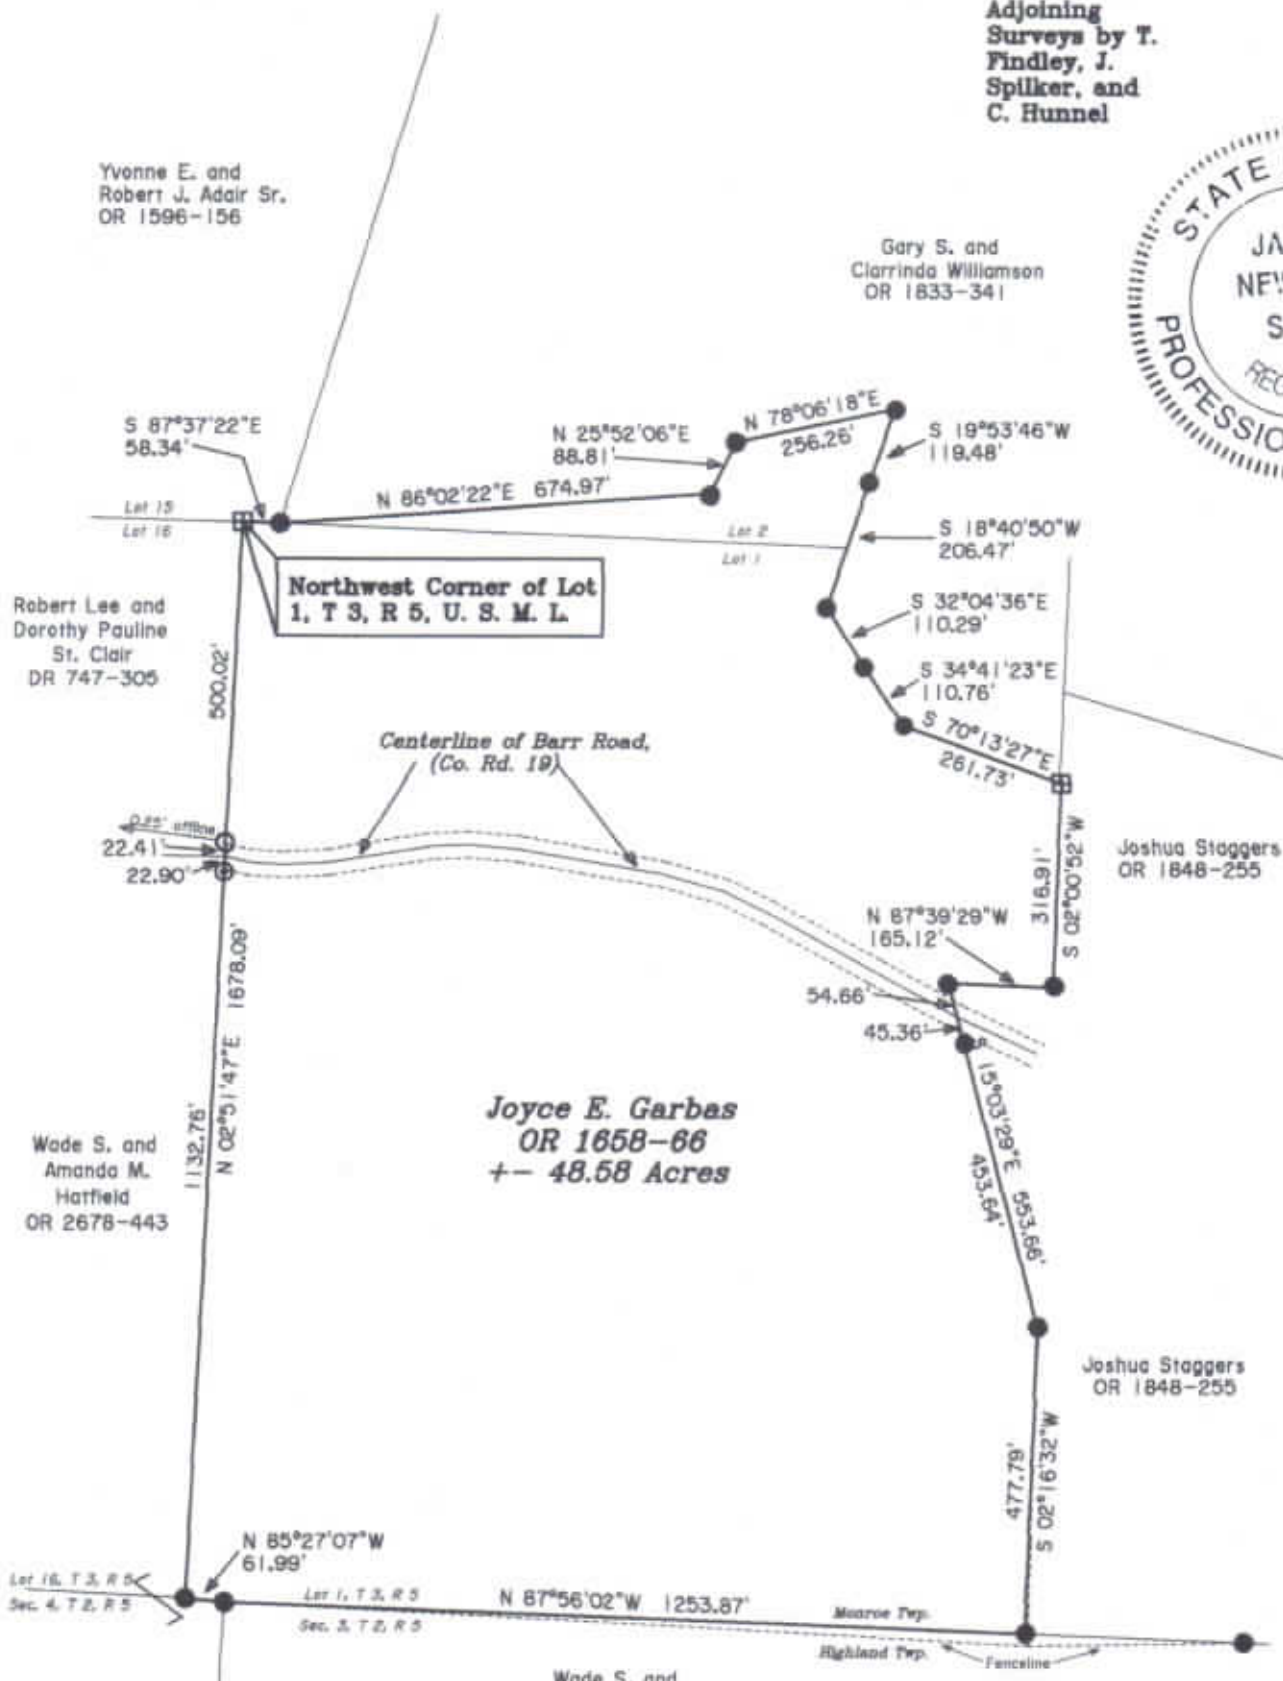 Adjoining
Surveys by T.
Findley, J.
Spilker, and
C. Hunnel
STATE
PROFESSIO
JA
NEW
S
REG
Yvonne E. and
Robert J. Adair Sr.
OR 1596-156
Gary S. and
Clarrinda Williamson
OR 1833-341
S 87°37'22"E
58.34'
N 86°02'22"E 674.97'
N 25°52'06"E
88.81'
N 78°06'18"E
256.26'
S 19°53'46"W
119.48'
S 18°40'50"W
206.47'
S 32°04'36"E
110.29'
S 34°41'23"E
110.76'
S 70°13'27"E
261.73'
Lot 15
Lot 16
Lot 2
Lot 1
Northwest Corner of Lot
1, T 3, R 5, U. S. M. L.
Robert Lee and
Dorothy Pauline
St. Clair
DR 747-305
500.02'
Centerline of Barr Road,
(Co. Rd. 19)
0.25' offline
22.41'
22.90'
316.91'
S 02°00'52"W
Joshua Staggers
OR 1848-255
N 87°39'29"W
165.12'
54.66'
45.36'
15°03'29"E 553.66'
453.64'
N 02°51'47"E 1678.09'
1132.76'
Joyce E. Garbas
OR 1658-66
+- 48.58 Acres
Wade S. and
Amanda M.
Hatfield
OR 2678-443
Joshua Staggers
OR 1848-255
477.79'
S 02°16'32"W
N 85°27'07"W
61.99'
Lot 16, T 3, R 5
Sec. 4, T 2, R 5
Lot 1, T 3, R 5
Sec. 3, T 2, R 5
N 87°56'02"W 1253.87'
Monroe Twp.
Highland Twp.
Fenceline
Wade S. and